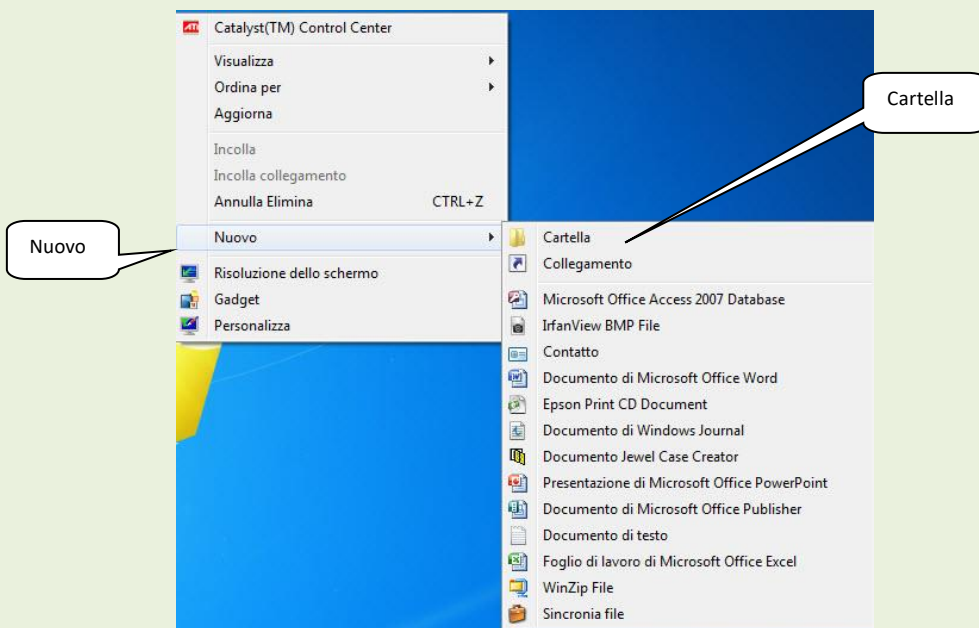 ATI Catalyst(TM) Control Center
Visualizza
Ordina per
Aggiorna
Incolla
Incolla collegamento
Annulla Elimina CTRL+Z
Nuovo
Risoluzione dello schermo
Gadget
Personalizza
Nuovo
Cartella
Cartella
Collegamento
Microsoft Office Access 2007 Database
IrfanView BMP File
Contatto
Documento di Microsoft Office Word
Epson Print CD Document
Documento di Windows Journal
Documento Jewel Case Creator
Presentazione di Microsoft Office PowerPoint
Documento di Microsoft Office Publisher
Documento di testo
Foglio di lavoro di Microsoft Office Excel
WinZip File
Sincronia file